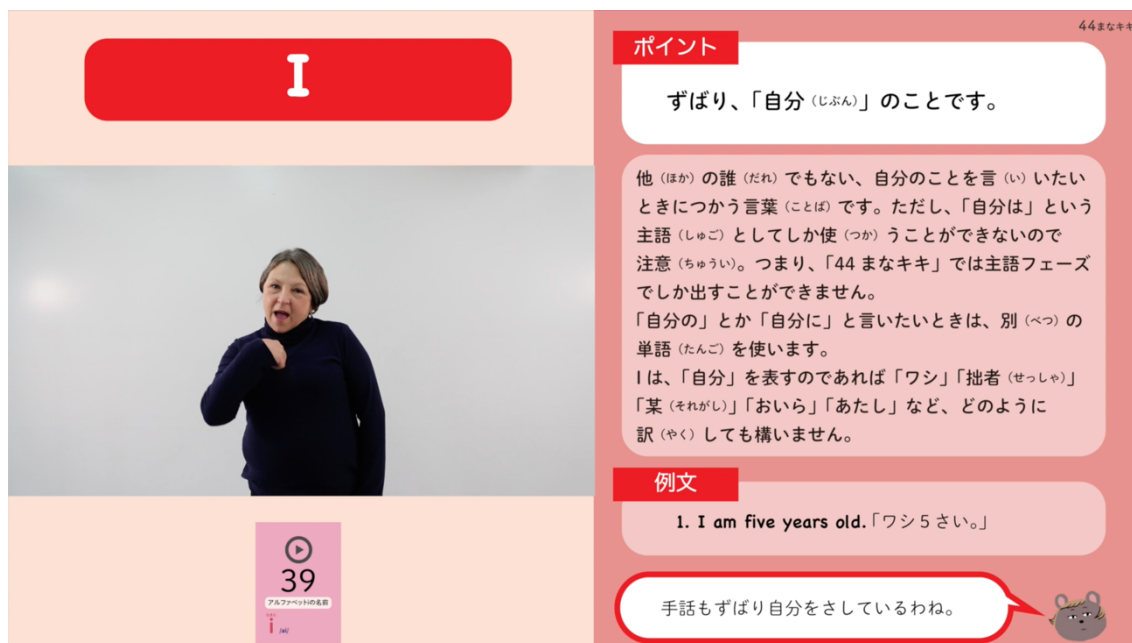 I
39
アルファベットiの名前
i /ai/
44まなキキ
ポイント
ずばり、「自分（じぶん）」のことです。
他（ほか）の誰（だれ）でもない、自分のことを言（い）いたい
ときにつかう言葉（ことば）です。ただし、「自分は」という
主語（しゅご）としてしか使（つか）うことができないので
注意（ちゅうい）。つまり、「44 まなキキ」では主語フェーズ
でしか出すことができません。
「自分の」とか「自分に」と言いたいときは、別（べつ）の
単語（たんご）を使います。
I は、「自分」を表すのであれば「ワシ」「拙者（せっしゃ）」
「某（それがし）」「おいら」「あたし」など、どのように
訳（やく）しても構いません。
例文
1. I am five years old.「ワシ 5 さい。」
手話もずばり自分をさしているわね。